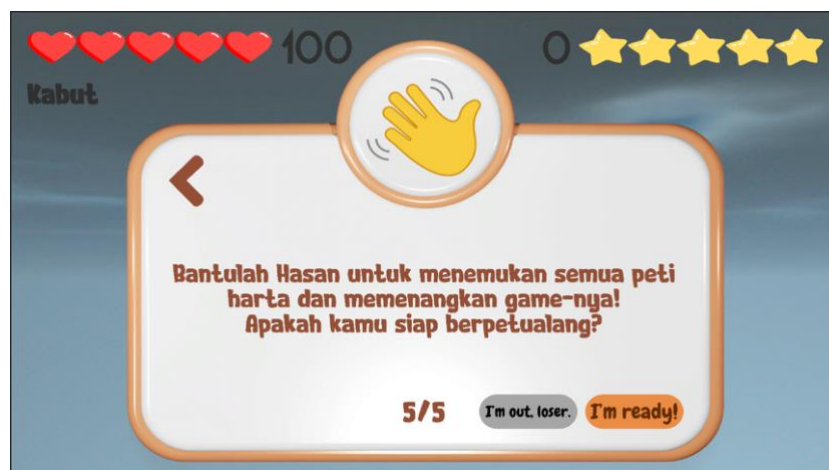 100
0
Kabut
Bantulah Hasan untuk menemukan semua peti
harta dan memenangkan game-nya!
Apakah kamu siap berpetualang?
5/5
I'm out, loser.
I'm ready!